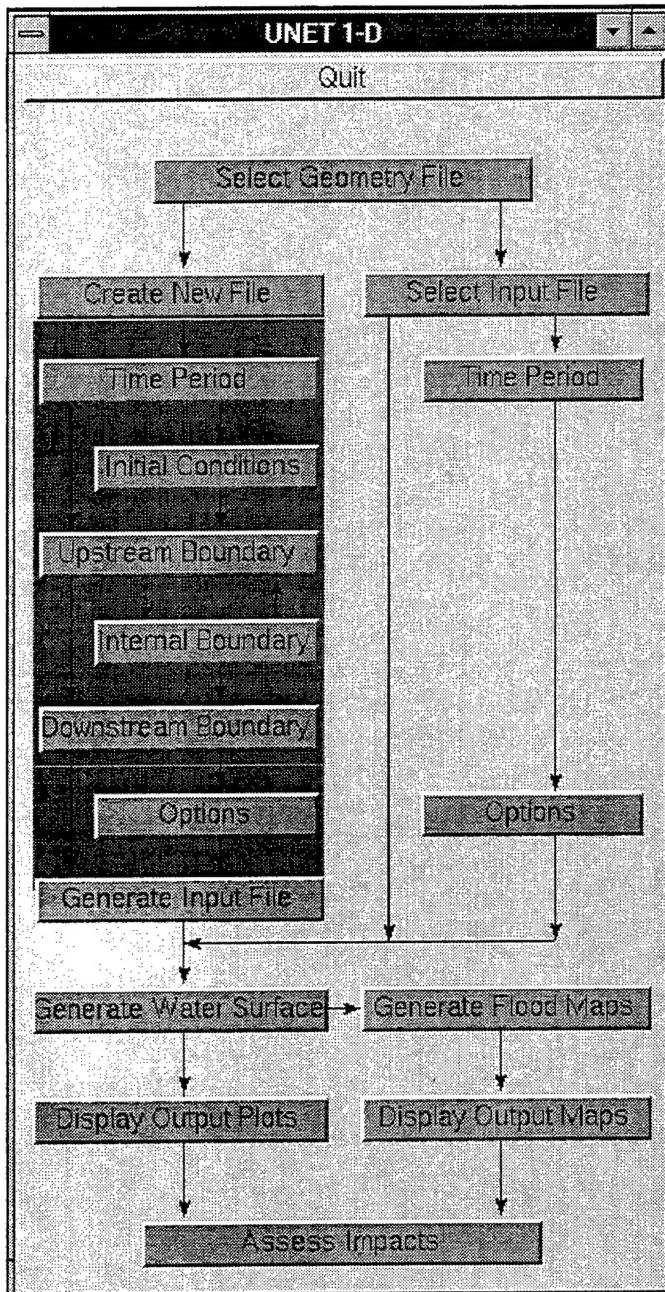 UNET 1-D
Quit
Select Geometry File
Create New File
Select Input File
Time Period
Time Period
Initial Conditions
Upstream Boundary
Internal Boundary
Downstream Boundary
Options
Options
Generate Input File
Generate Water Surface
Generate Flood Maps
Display Output Plots
Display Output Maps
Assess Impacts